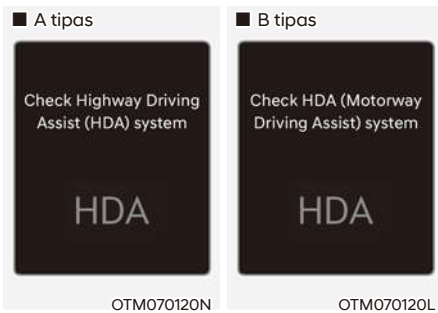 ■ A tipas
Check Highway Driving
Assist (HDA) system
HDA
OTM070120N
■ B tipas
Check HDA (Motorway
Driving Assist) system
HDA
OTM070120L